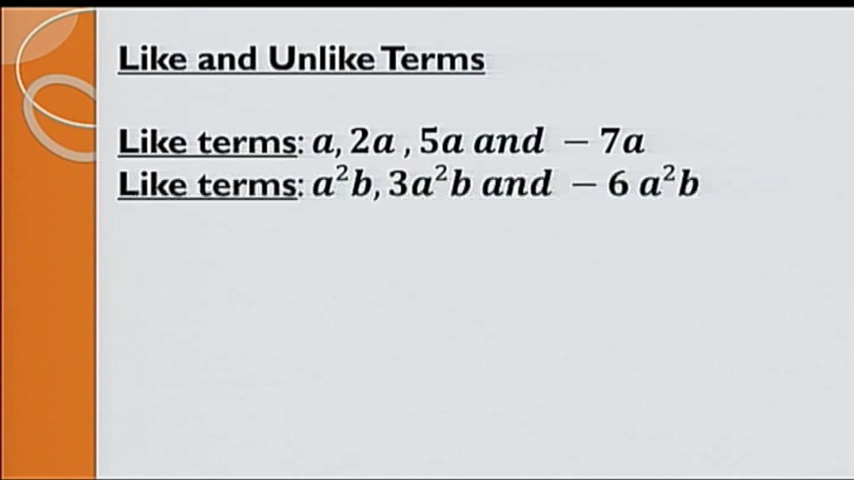 Like and Unlike Terms
Like terms: a, 2a , 5a and − 7a
Like terms: a²b, 3a²b and − 6 a²b